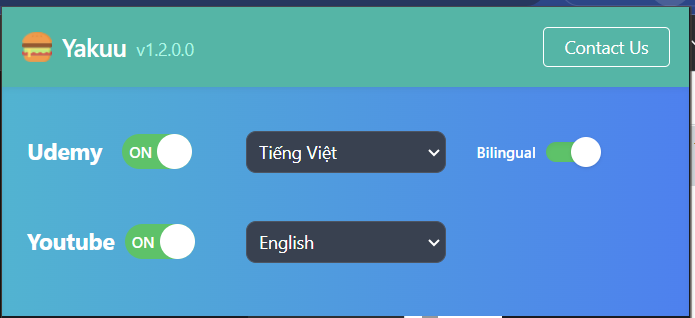 Yakuu v1.2.0.0 Contact Us
Udemy ON Tiếng Việt Bilingual
Youtube ON English